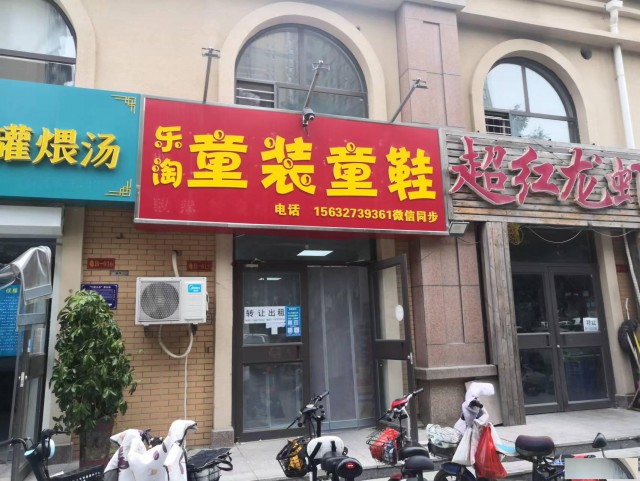 罐煨汤
乐淘
童装童鞋
电话 15632739361微信同步
超红龙虾
转让出租